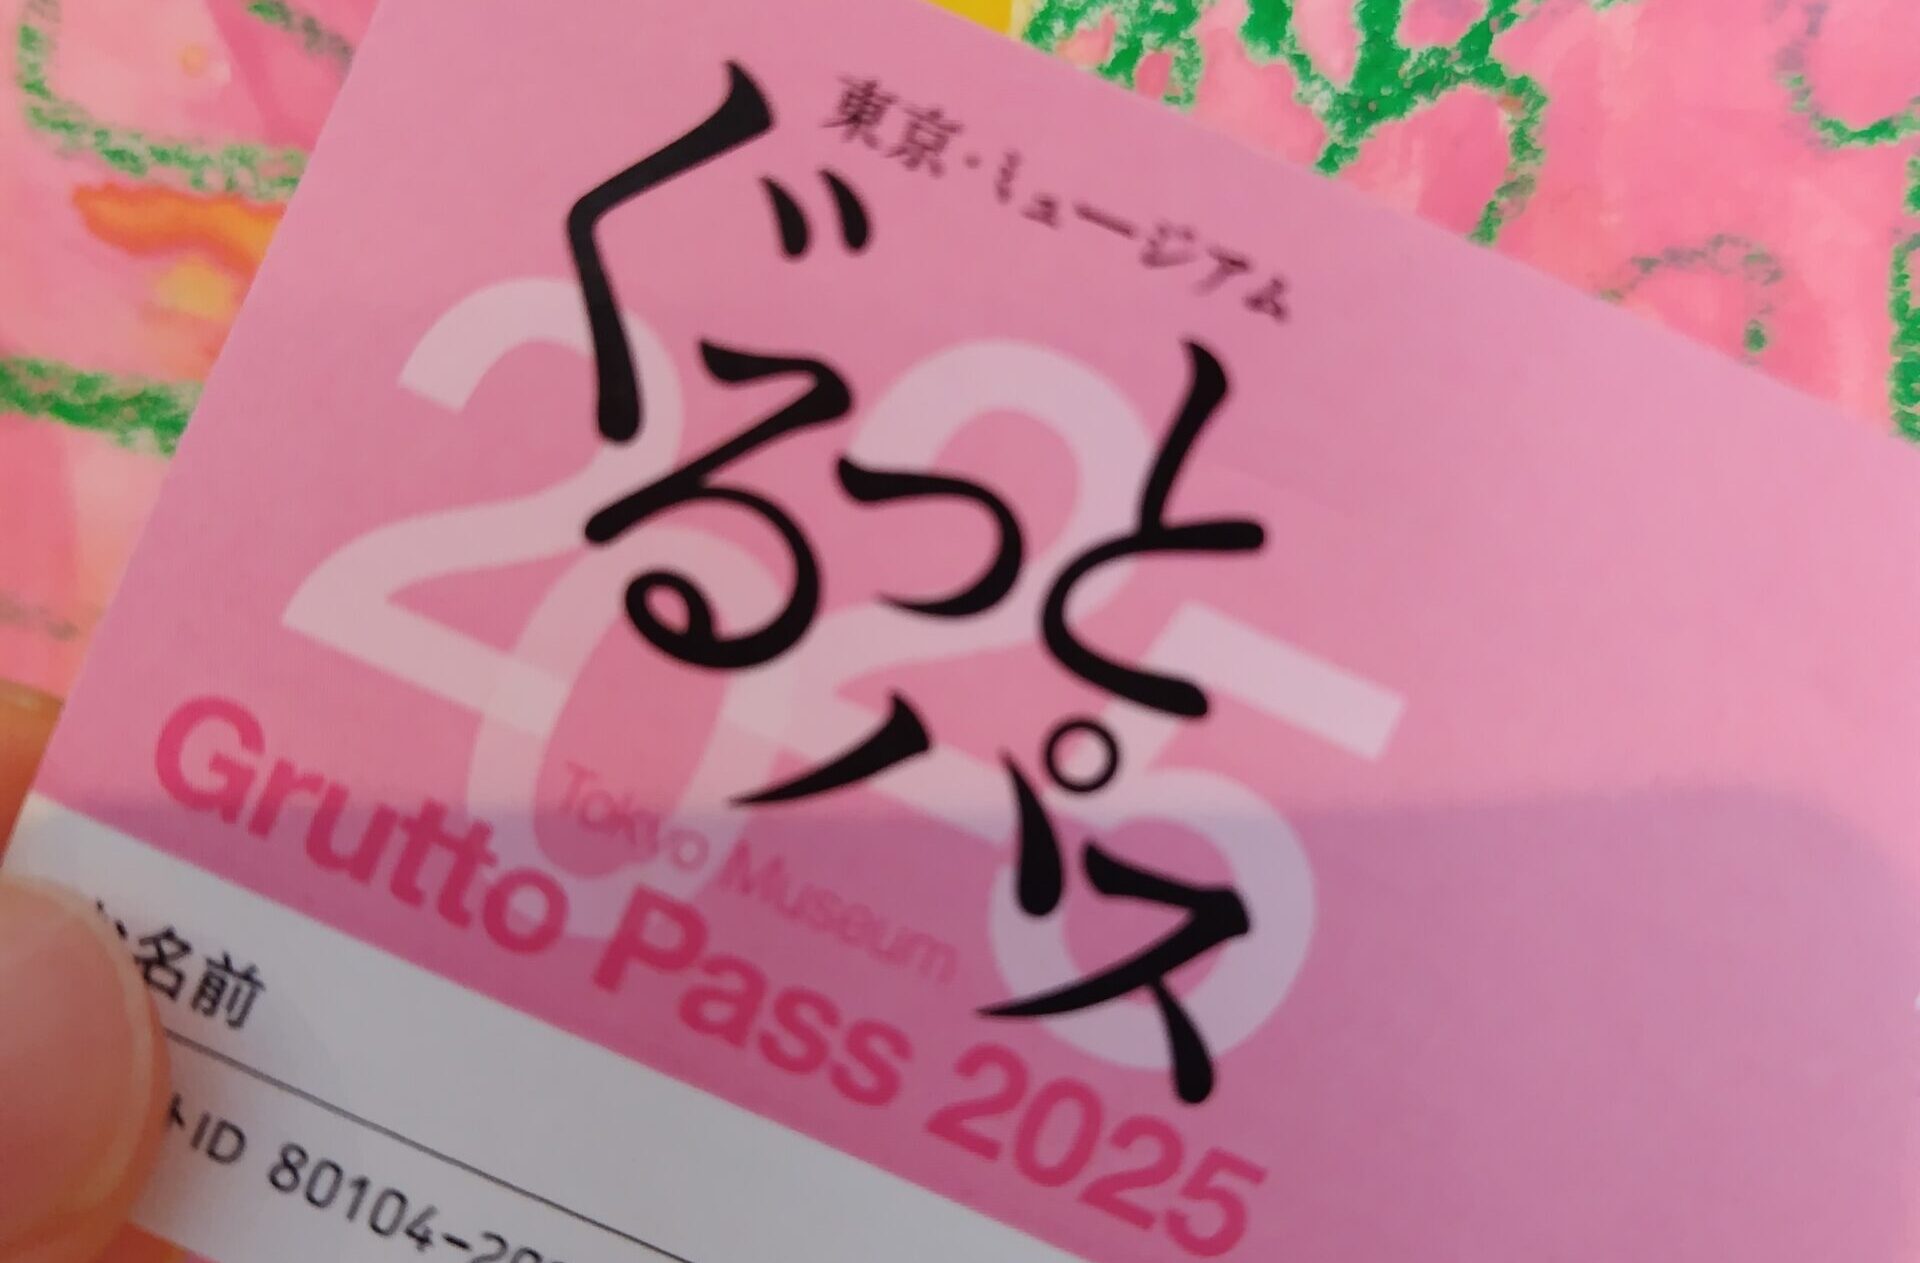 東京・ミュージアム
ぐるっと
パス
2025
Tokyo Museum
Grutto Pass 2025
名前
ID 80104-20